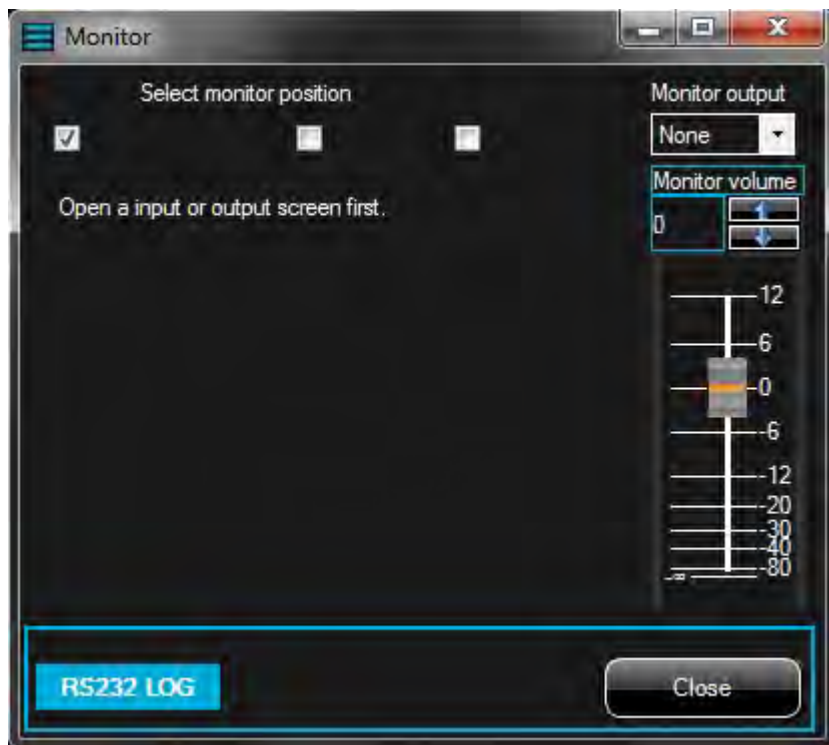 Monitor
Select monitor position
Open a input or output screen first.
Monitor output
None
Monitor volume
0
12
6
0
-6
-12
-20
-30
-40
-80
-∞
RS232 LOG
Close